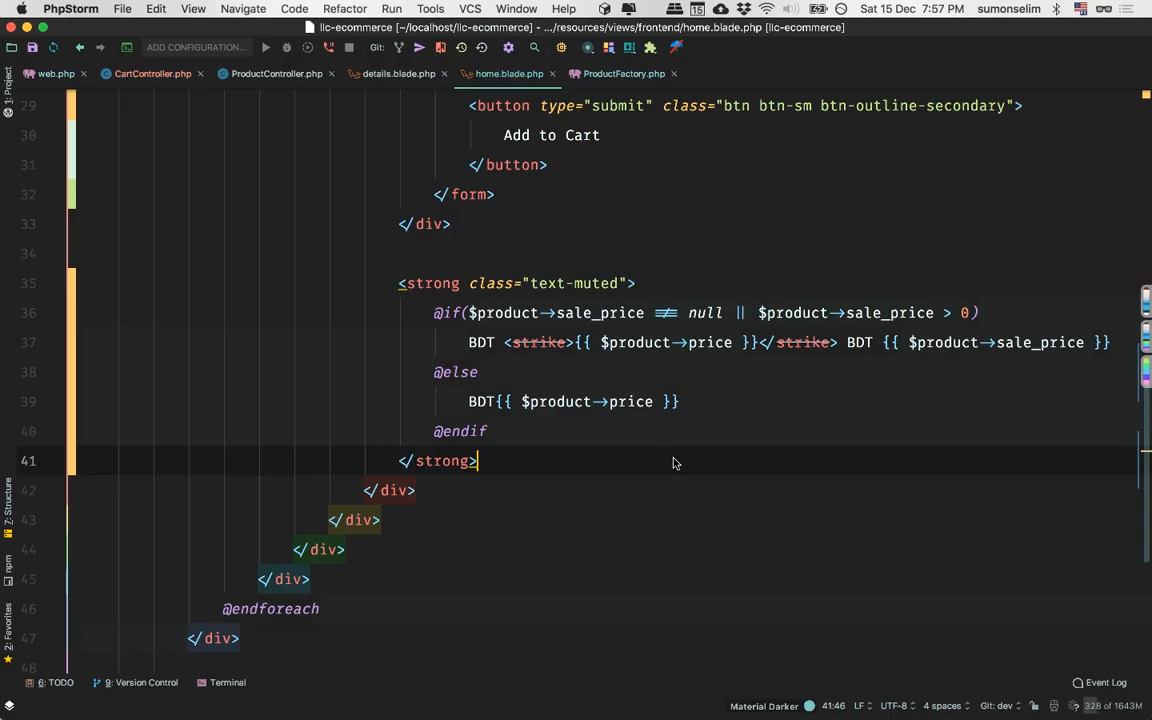 PhpStorm File Edit View Navigate Code Refactor Run Tools VCS Window Help 15 Sat 15 Dec 7:57 PM sumonselim
llc-ecommerce [~/localhost/llc-ecommerce] - .../resources/views/frontend/home.blade.php [llc-ecommerce]
ADD CONFIGURATION... Git:
web.php CartController.php ProductController.php details.blade.php home.blade.php ProductFactory.php
1: Project
7: Structure
npm
2: Favorites
29 <button type="submit" class="btn btn-sm btn-outline-secondary">
30 Add to Cart
31 </button>
32 </form>
33 </div>
34
35 <strong class="text-muted">
36 @if($product->sale_price !== null || $product->sale_price > 0)
37 BDT <strike>{{ $product->price }}</strike> BDT {{ $product->sale_price }}
38 @else
39 BDT{{ $product->price }}
40 @endif
41 </strong>
42 </div>
43 </div>
44 </div>
45 </div>
46 @endforeach
47 </div>
48
6: TODO 9: Version Control Terminal Event Log
Material Darker 41:46 LF UTF-8 4 spaces Git: dev 328 of 1643M